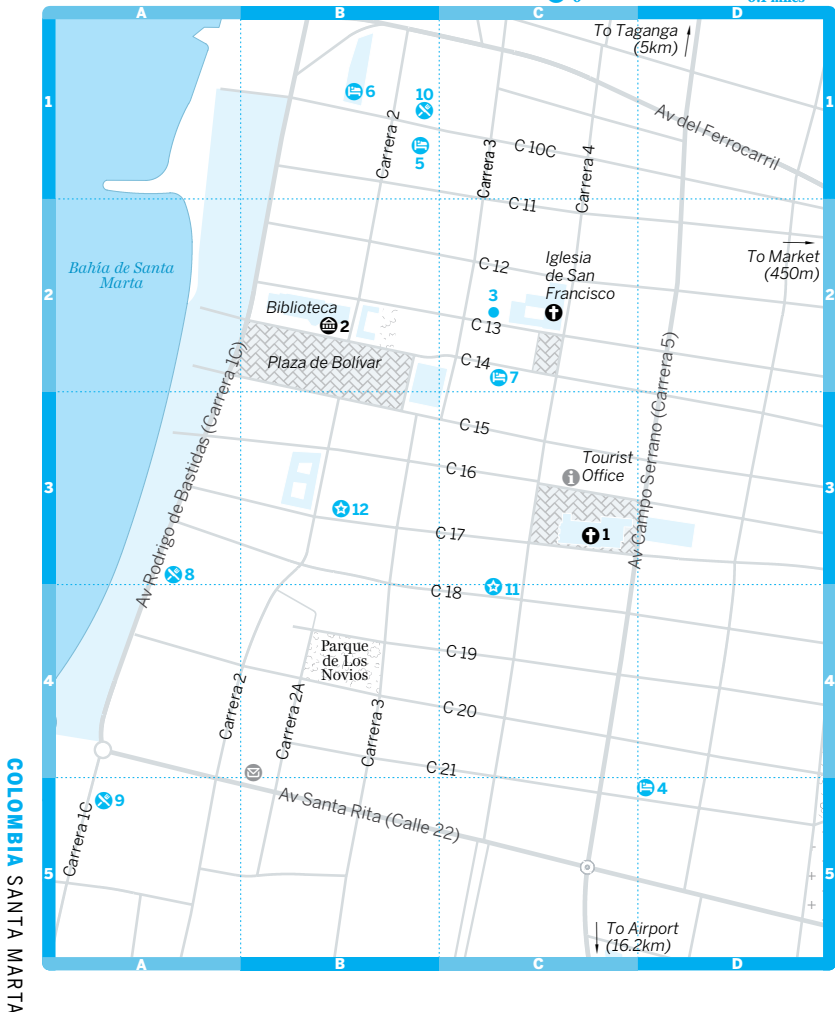 A
B
C
D
To Taganga
(5km)
1
6
10
1
Carrera 2
5
Carrera 3
C 10C
Carrera 4
Av del Ferrocarril
C 11
Bahía de Santa
Marta
C 12
Iglesia
de San
Francisco
To Market
(450m)
2
Biblioteca
2
3
C 13
2
Plaza de Bolívar
C 14
7
Av Rodrigo de Bastidas (Carrera 1C)
Av Campo Serrano (Carrera 5)
C 15
C 16
Tourist
Office
3
12
C 17
1
3
8
C 18
11
Parque
de Los
Novios
C 19
4
Carrera 2
Carrera 2A
Carrera 3
C 20
4
C 21
4
9
Carrera 1C
Av Santa Rita (Calle 22)
5
5
To Airport
(16.2km)
A
B
C
D
COLOMBIA SANTA MARTA